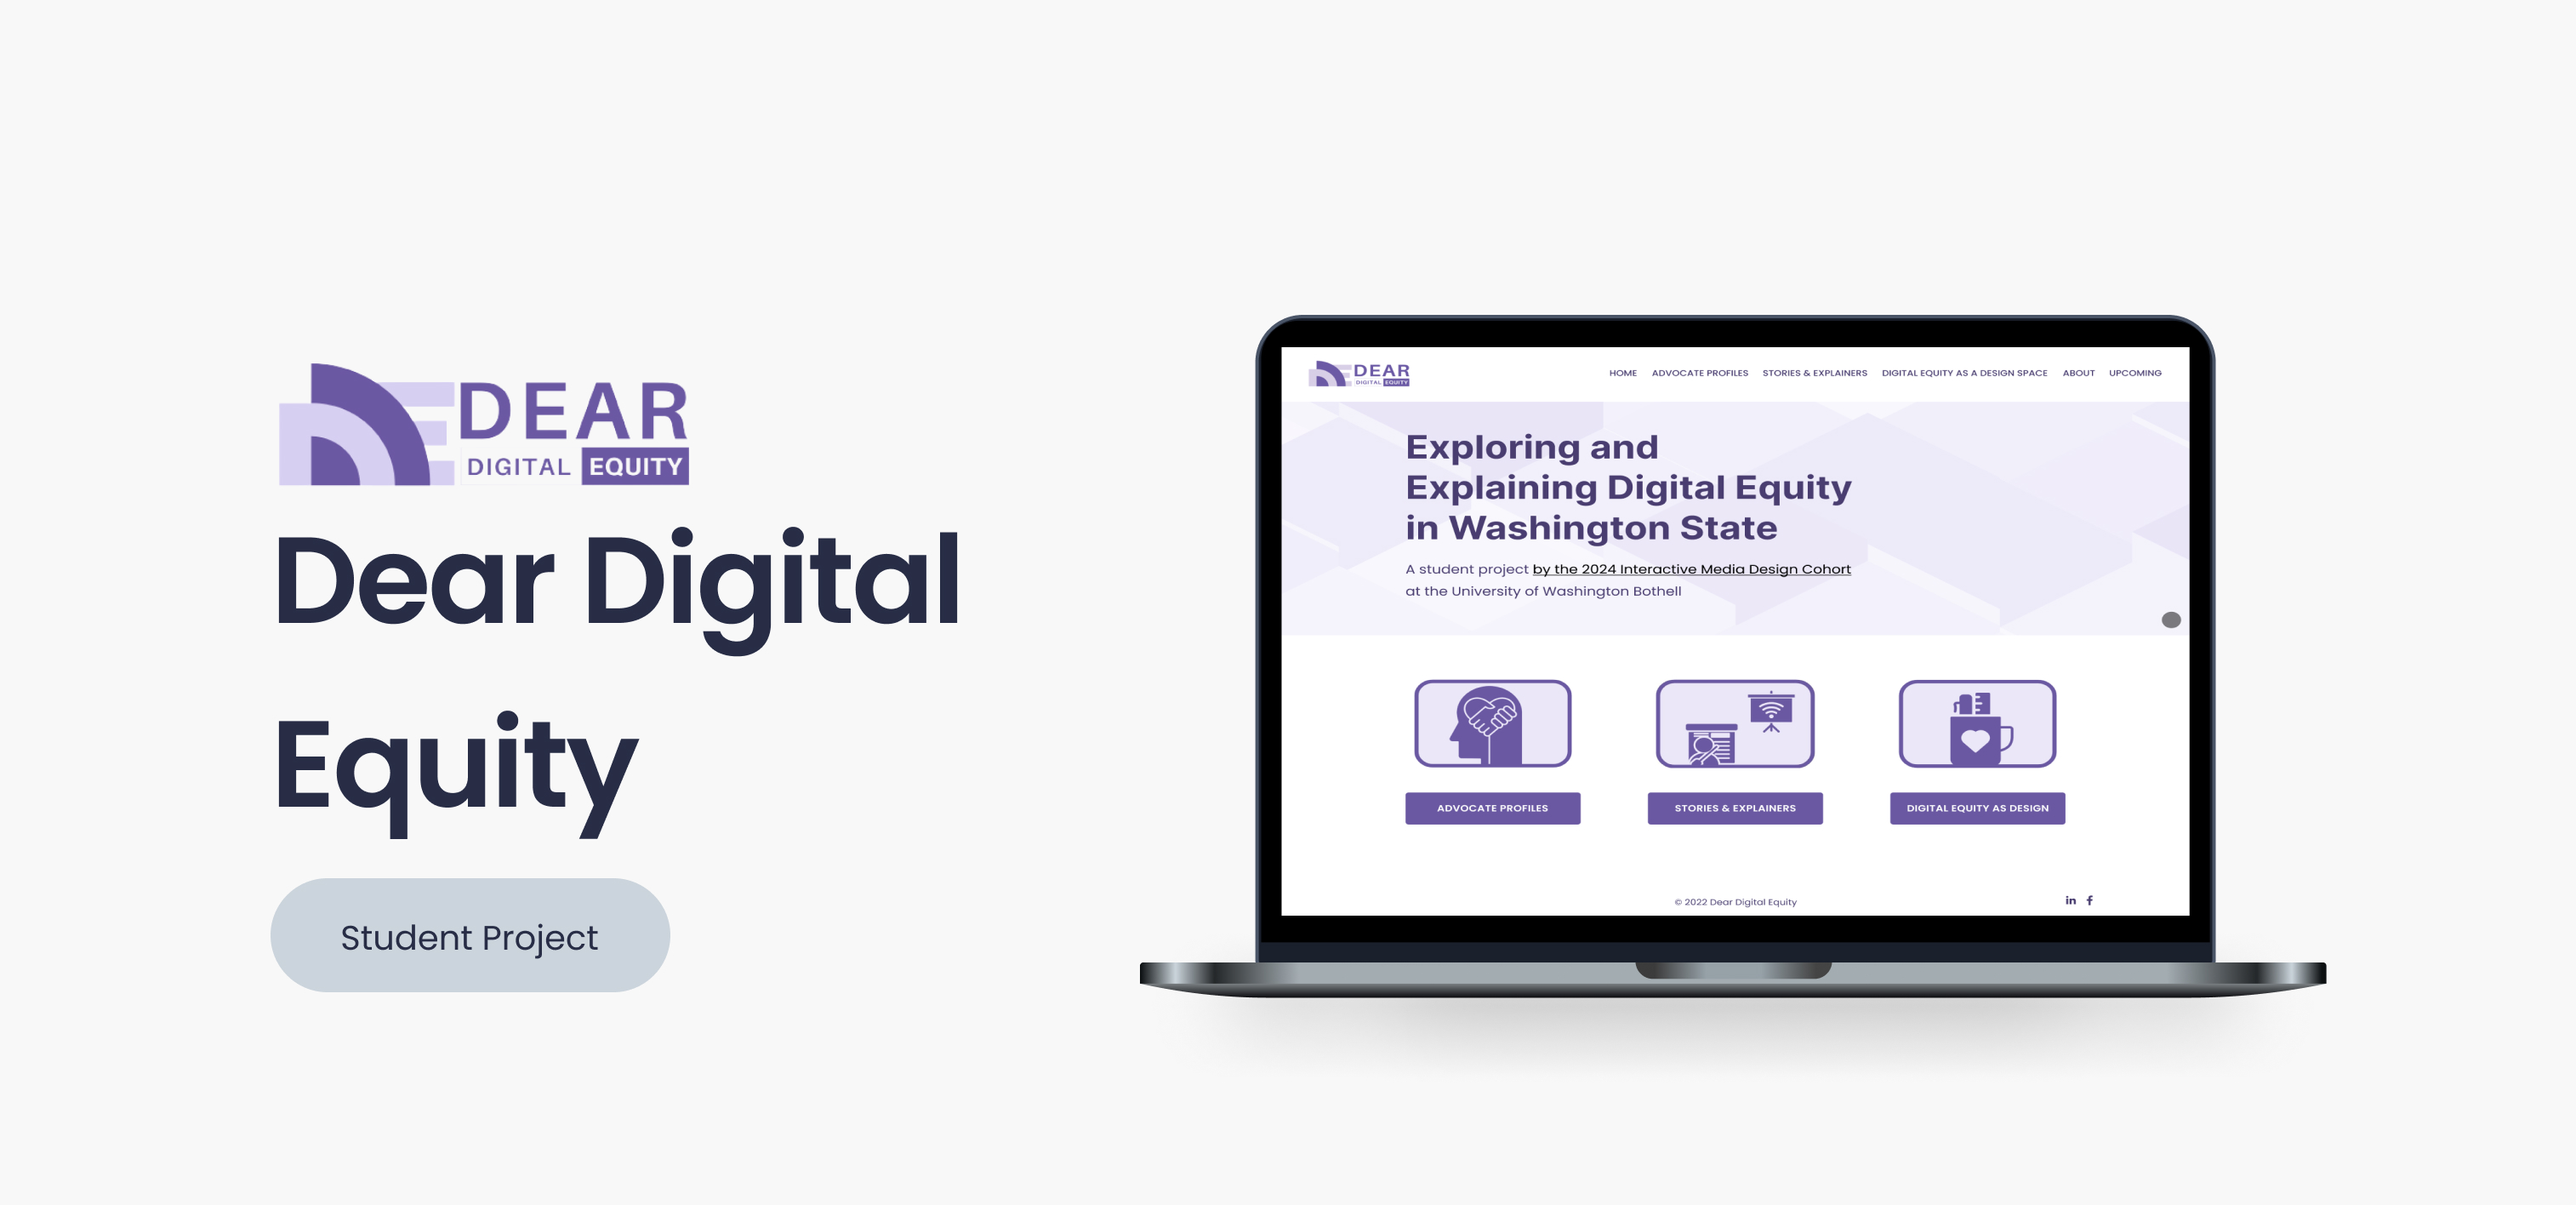 DEAR
DIGITAL EQUITY
Dear Digital
Equity
Student Project
DEAR
DIGITAL EQUITY
HOME ADVOCATE PROFILES STORIES & EXPLAINERS DIGITAL EQUITY AS A DESIGN SPACE ABOUT UPCOMING
Exploring and
Explaining Digital Equity
in Washington State
A student project by the 2024 Interactive Media Design Cohort
at the University of Washington Bothell
ADVOCATE PROFILES
STORIES & EXPLAINERS
DIGITAL EQUITY AS DESIGN
© 2022 Dear Digital Equity
in f